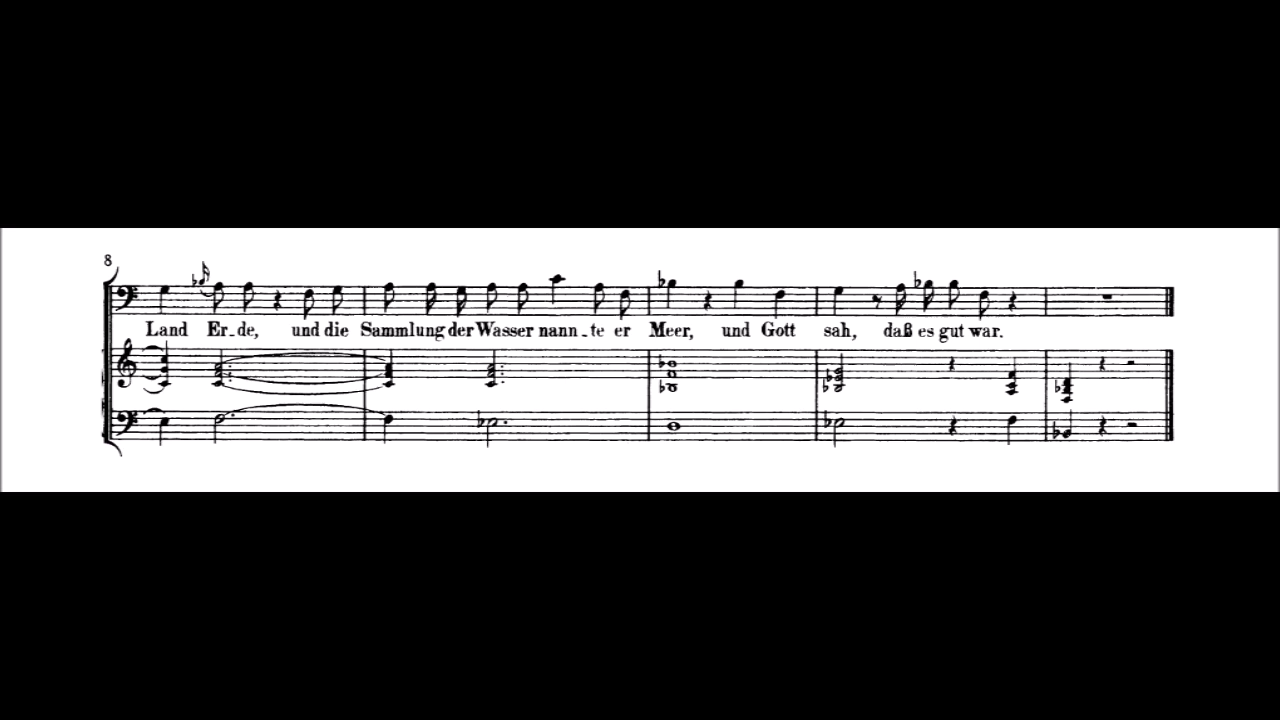 8
Land Er-de, und die Sammlung der Wasser nann-te er Meer, und Gott sah, daß es gut war.